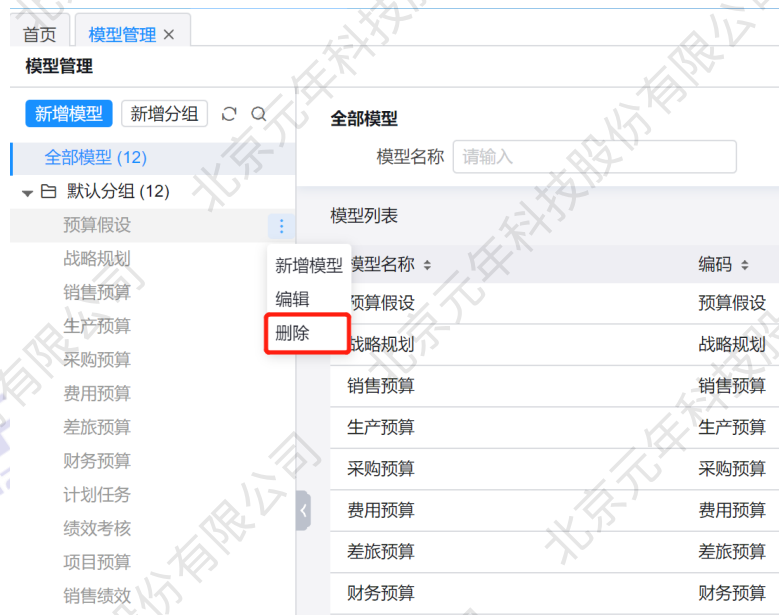 首页 模型管理 ×
模型管理
新增模型 新增分组
全部模型 (12)
默认分组 (12)
预算假设
战略规划
销售预算
生产预算
采购预算
费用预算
差旅预算
财务预算
计划任务
绩效考核
项目预算
销售绩效
新增模型
编辑
删除
全部模型
模型名称 请输入
模型列表
模型名称 编码
预算假设 预算假设
战略规划 战略规划
销售预算 销售预算
生产预算 生产预算
采购预算 采购预算
费用预算 费用预算
差旅预算 差旅预算
财务预算 财务预算
北京元年科技股份有限公司